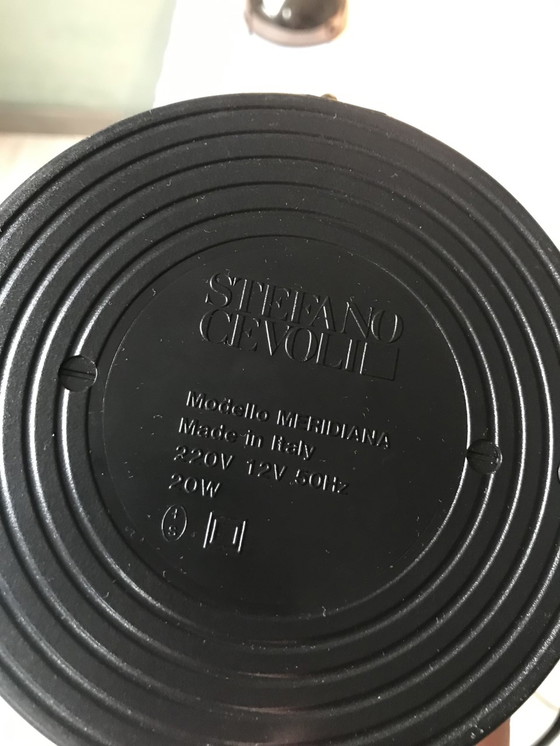 STEFANO
CEVOLI
Modello MERIDIANA
Made in Italy
220V 12V 50Hz
20W